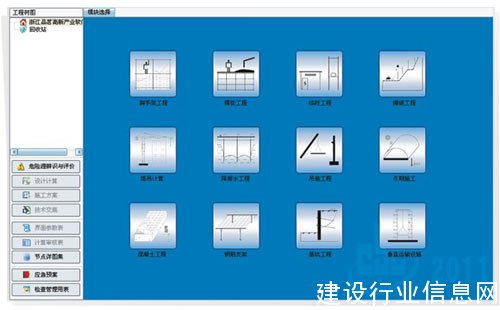 工程树图
模块选择
浙江品茗高新产业软件
回收站
脚手架工程
模板工程
临时工程
爆破工程
塔吊计算
降排水工程
吊装工程
冬期施工
混凝土工程
钢筋支架
基坑工程
垂直运输设施
危险源辨识与评价
设计计算
施工方案
技术交底
界面参数表
计算审核表
节点详图集
应急预案
检查管理用表
2011
建设行业信息网